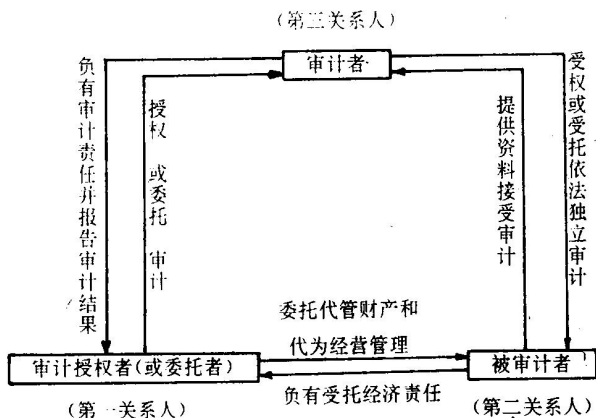 (第三关系人)
审计者
负有审计责任并报告审计结果
授权 或委托 审计
提供资料接受审计
受权或受托依法独立审计
委托代管财产和
代为经营管理
审计授权者(或委托者)
被审计者
负有受托经济责任
(第一关系人)
(第二关系人)